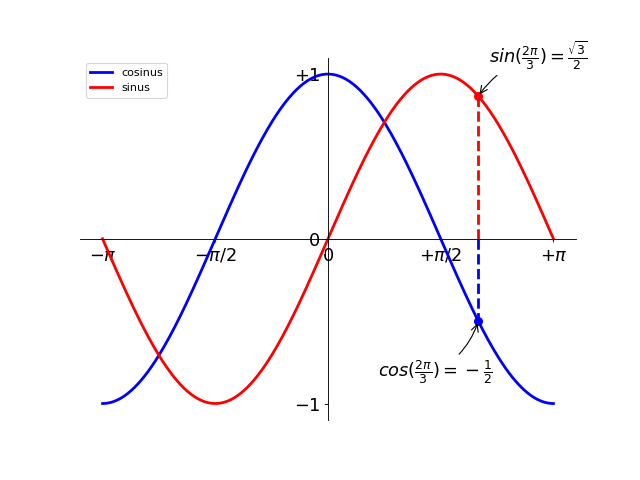 sin(2π/3) = √3/2
cosinus
sinus
+1
0
−π
−π/2
0
+π/2
+π
cos(2π/3) = −1/2
−1